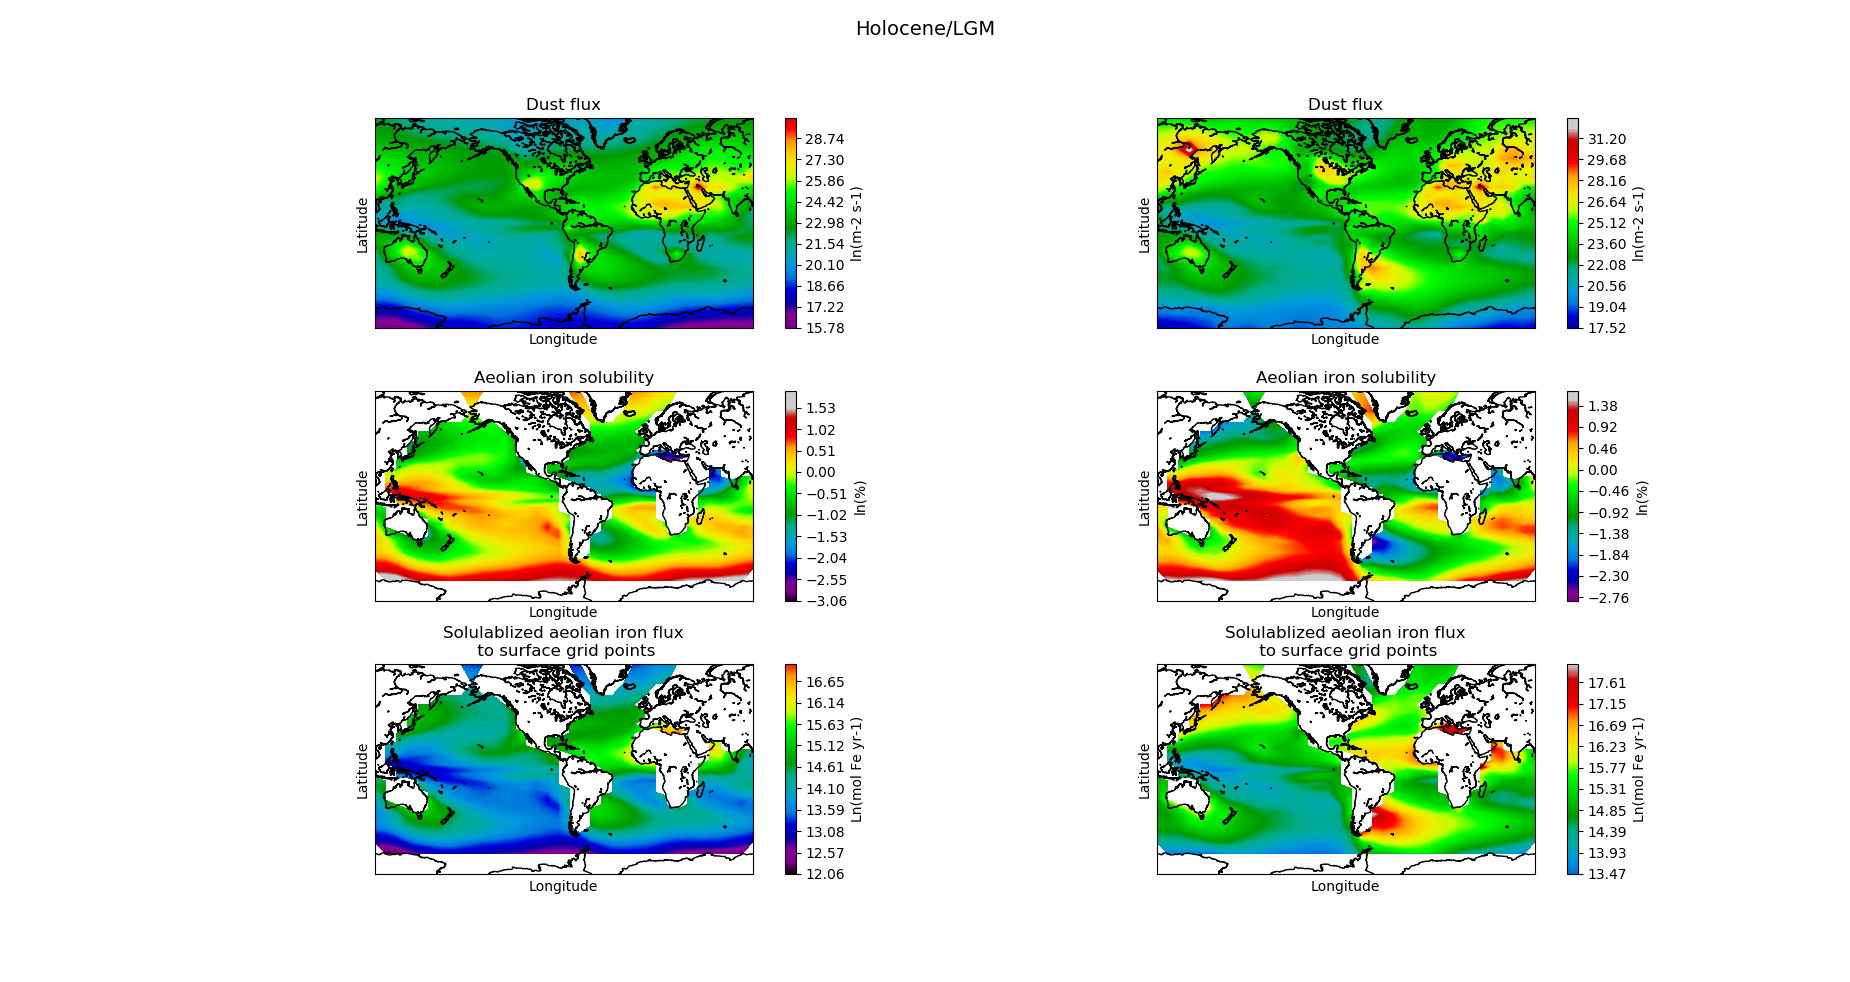 Holocene/LGM
Dust flux
Latitude
Longitude
28.74
27.30
25.86
24.42
22.98
21.54
20.10
18.66
17.22
15.78
ln(m-2 s-1)
Dust flux
Latitude
Longitude
31.20
29.68
28.16
26.64
25.12
23.60
22.08
20.56
19.04
17.52
ln(m-2 s-1)
Aeolian iron solubility
Latitude
Longitude
1.53
1.02
0.51
0.00
−0.51
−1.02
−1.53
−2.04
−2.55
−3.06
ln(%)
Aeolian iron solubility
Latitude
Longitude
1.38
0.92
0.46
0.00
−0.46
−0.92
−1.38
−1.84
−2.30
−2.76
ln(%)
Solulablized aeolian iron flux
to surface grid points
Latitude
Longitude
16.65
16.14
15.63
15.12
14.61
14.10
13.59
13.08
12.57
12.06
Ln(mol Fe yr-1)
Solulablized aeolian iron flux
to surface grid points
Latitude
Longitude
17.61
17.15
16.69
16.23
15.77
15.31
14.85
14.39
13.93
13.47
Ln(mol Fe yr-1)